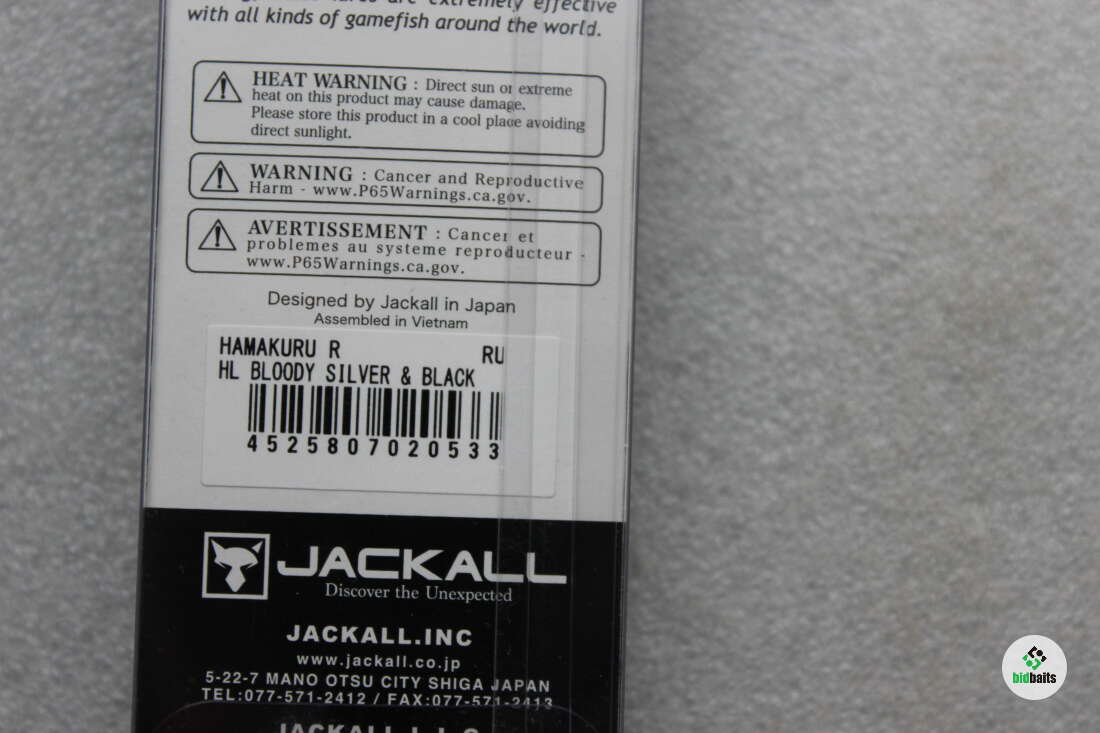 are extremely effective
with all kinds of gamefish around the world.
HEAT WARNING : Direct sun or extreme
heat on this product may cause damage.
Please store this product in a cool place avoiding
direct sunlight.
WARNING : Cancer and Reproductive
Harm - www.P65Warnings.ca.gov.
AVERTISSEMENT : Cancer et
problemes au systeme reproducteur -
www.P65Warnings.ca.gov.
Designed by Jackall in Japan
Assembled in Vietnam
HAMAKURU R RU
HL BLOODY SILVER & BLACK
4525807020533
JACKALL
Discover the Unexpected
JACKALL.INC
www.jackall.co.jp
5-22-7 MANO OTSU CITY SHIGA JAPAN
TEL:077-571-2412 / FAX:077-571-2413
bidbaits